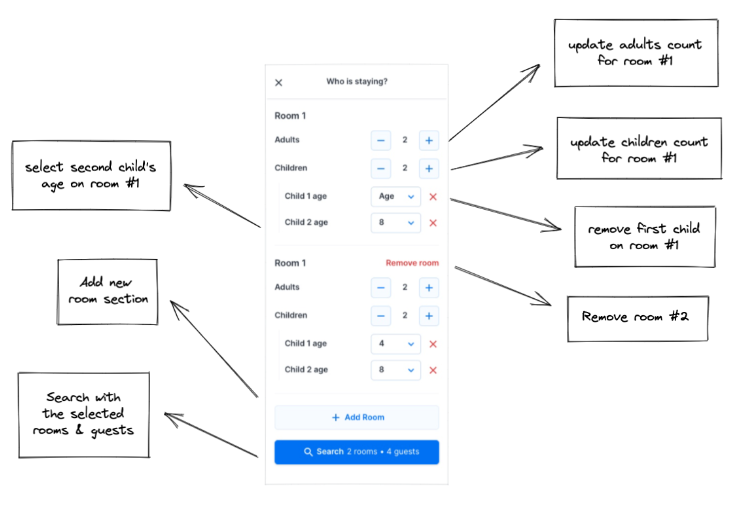 update adults count
for room #1
Who is staying?
Room 1
Adults
2
update children count
for room #1
select second child's
age on room #1
Children
2
Child 1 age
Age
Child 2 age
8
remove first child
on room #1
Room 1
Remove room
Add new
room section
Adults
2
Remove room #2
Children
2
Child 1 age
4
Child 2 age
8
Search with
the selected
rooms & guests
+ Add Room
Search 2 rooms • 4 guests